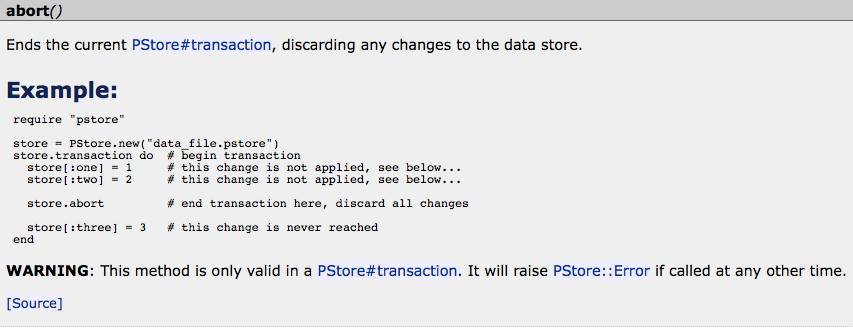 abort()
Ends the current PStore#transaction, discarding any changes to the data store.
Example:
require "pstore"
store = PStore.new("data_file.pstore")
store.transaction do  # begin transaction
  store[:one] = 1     # this change is not applied, see below...
  store[:two] = 2     # this change is not applied, see below...
  store.abort         # end transaction here, discard all changes
  store[:three] = 3   # this change is never reached
end
WARNING: This method is only valid in a PStore#transaction. It will raise PStore::Error if called at any other time.
[Source]